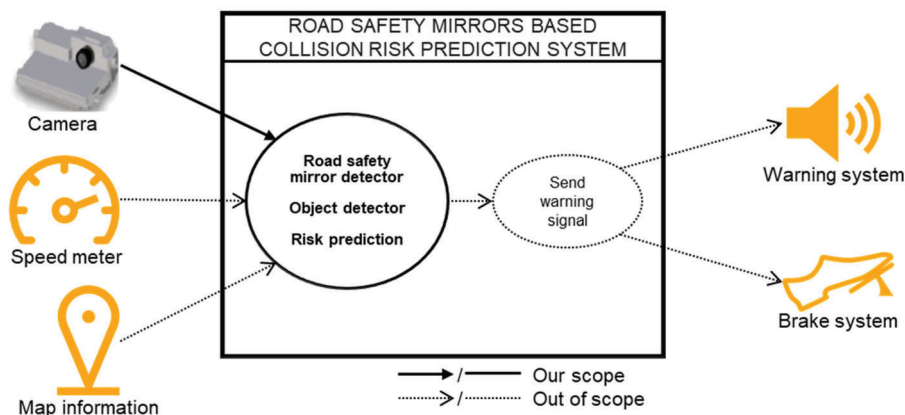 ROAD SAFETY MIRRORS BASED
COLLISION RISK PREDICTION SYSTEM
Camera
Road safety
mirror detector
Object detector
Risk prediction
Send
warning
signal
Warning system
Speed meter
Brake system
Map information
/ Our scope
/ Out of scope